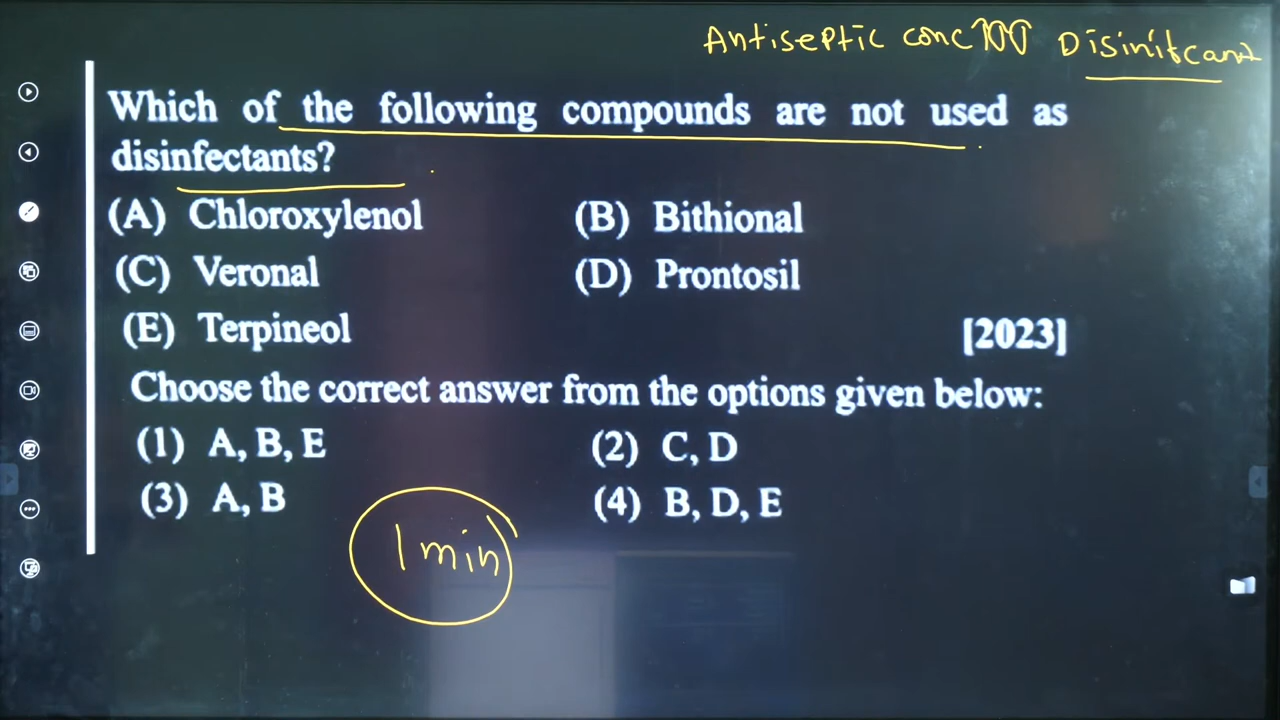 Antiseptic conc↑↑↑ Disinifcant
Which of the following compounds are not used as
disinfectants?
(A) Chloroxylenol (B) Bithional
(C) Veronal (D) Prontosil
(E) Terpineol [2023]
Choose the correct answer from the options given below:
(1) A, B, E (2) C, D
(3) A, B (4) B, D, E
1 min